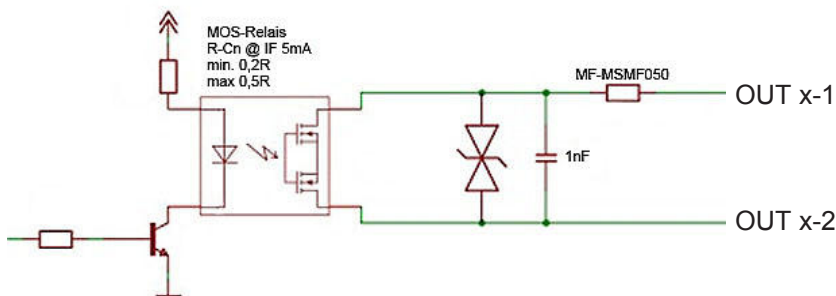 MOS-Relais
R-Cn @ IF 5mA
min. 0,2R
max 0,5R
MF-MSMF050
OUT x-1
1nF
OUT x-2